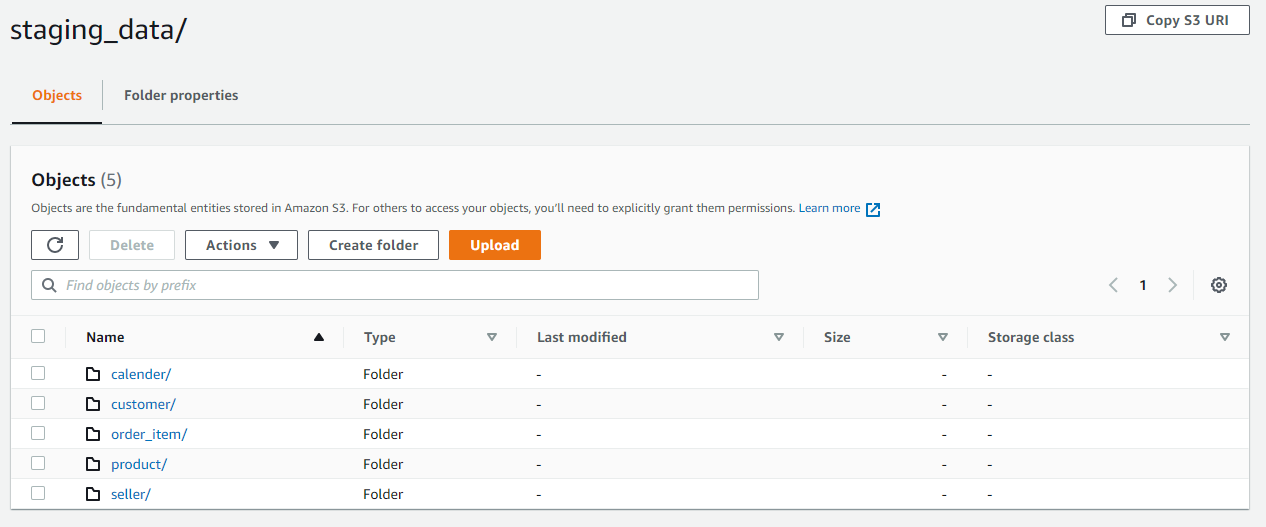 staging_data/
Copy S3 URI
Objects Folder properties
Objects (5)
Objects are the fundamental entities stored in Amazon S3. For others to access your objects, you'll need to explicitly grant them permissions. Learn more
Delete Actions Create folder Upload
Find objects by prefix 1
Name Type Last modified Size Storage class
calender/ Folder - - -
customer/ Folder - - -
order_item/ Folder - - -
product/ Folder - - -
seller/ Folder - - -